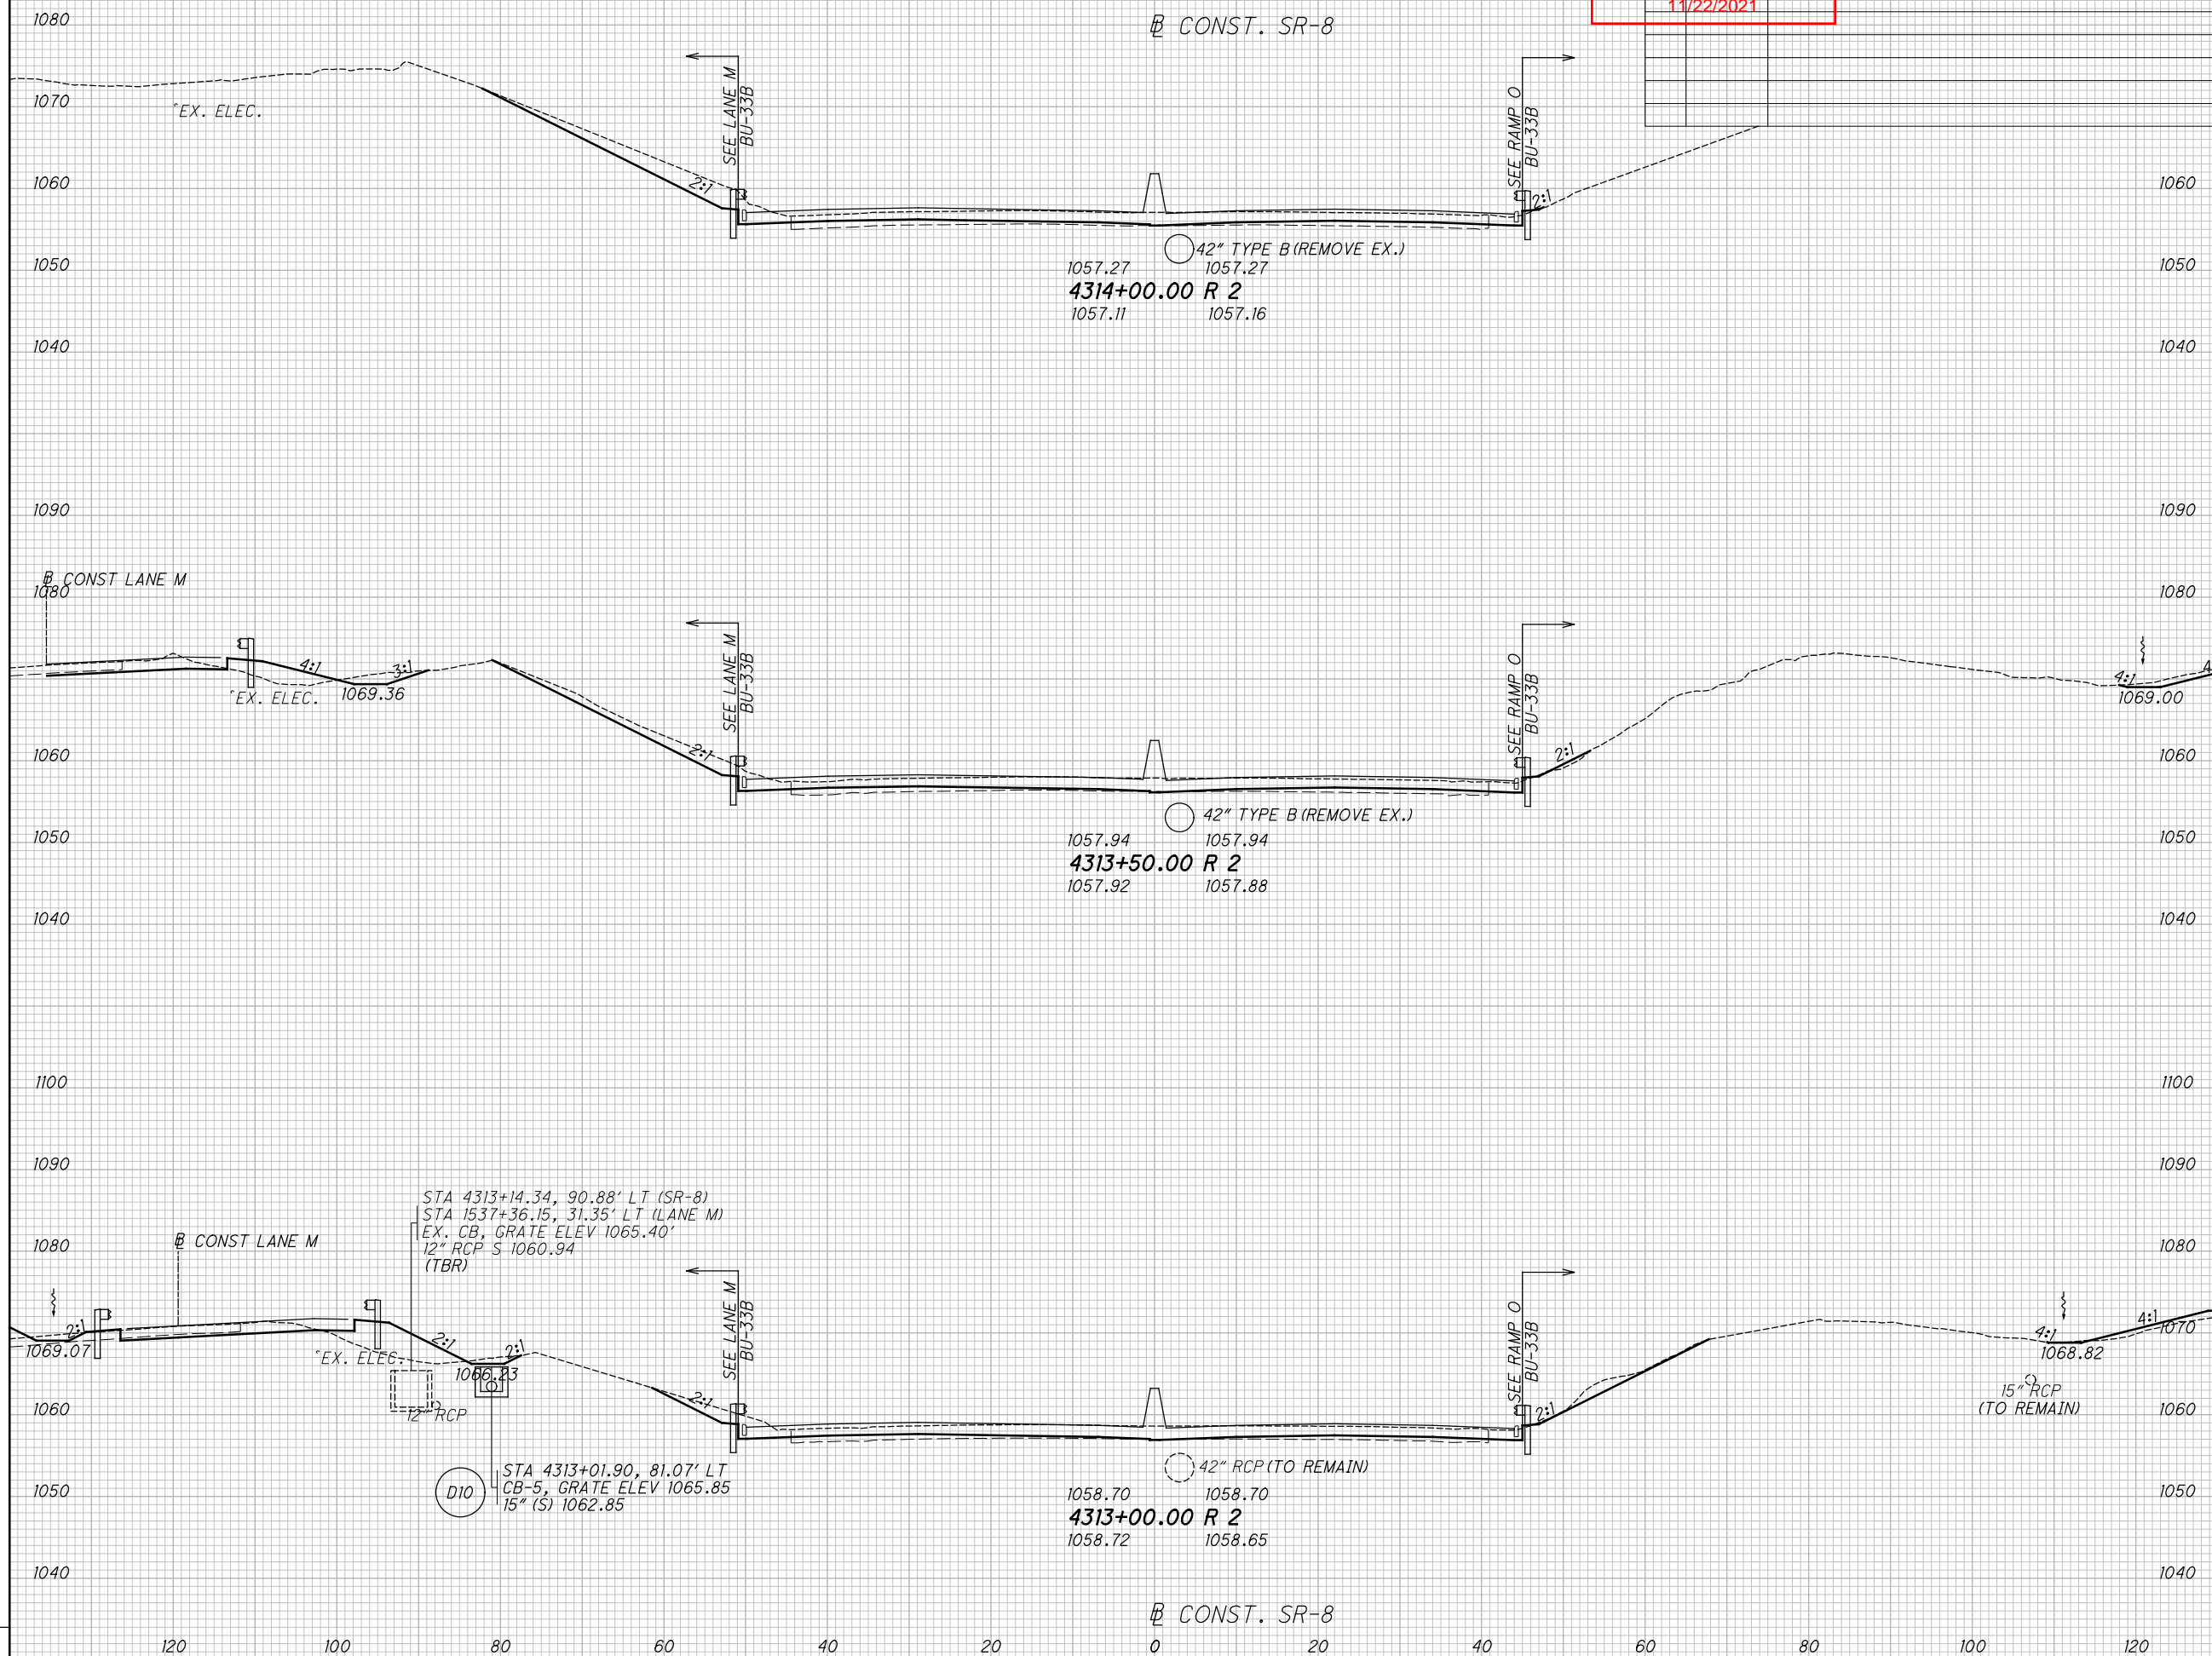 11/22/2021
1080
CONST. SR-8
1070
EX. ELEC.
SEE LANE M
BU-33B
SEE RAMP O
BU-33B
1060
2:1
2:1
1060
1050
42" TYPE B (REMOVE EX.)
1050
1057.27 1057.27
4314+00.00 R 2
1057.11 1057.16
1040
1040
1090
1090
CONST LANE M
1080
1080
SEE LANE M
BU-33B
SEE RAMP O
BU-33B
4:1
3:1
EX. ELEC.
1069.36
4:1
4
1069.00
1060
2:1
2:1
1060
42" TYPE B (REMOVE EX.)
1050
1057.94 1057.94
1050
4313+50.00 R 2
1057.92 1057.88
1040
1040
1100
1100
1090
1090
STA 4313+14.34, 90.88' LT (SR-8)
STA 1537+36.15, 31.35' LT (LANE M)
EX. CB, GRATE ELEV 1065.40'
12" RCP S 1060.94
(TBR)
1080
CONST LANE M
1080
SEE LANE M
BU-33B
SEE RAMP O
BU-33B
2:1
1069.07
2:1
2:1
4:1
4:1
1070
EX. ELEC.
1066.23
1068.82
1060
12" RCP
2:1
2:1
15" RCP
(TO REMAIN)
1060
42" RCP (TO REMAIN)
D10
STA 4313+01.90, 81.07' LT
CB-5, GRATE ELEV 1065.85
15" (S) 1062.85
1050
1058.70 1058.70
1050
4313+00.00 R 2
1058.72 1058.65
1040
1040
CONST. SR-8
120 100 80 60 40 20 0 20 40 60 80 100 120